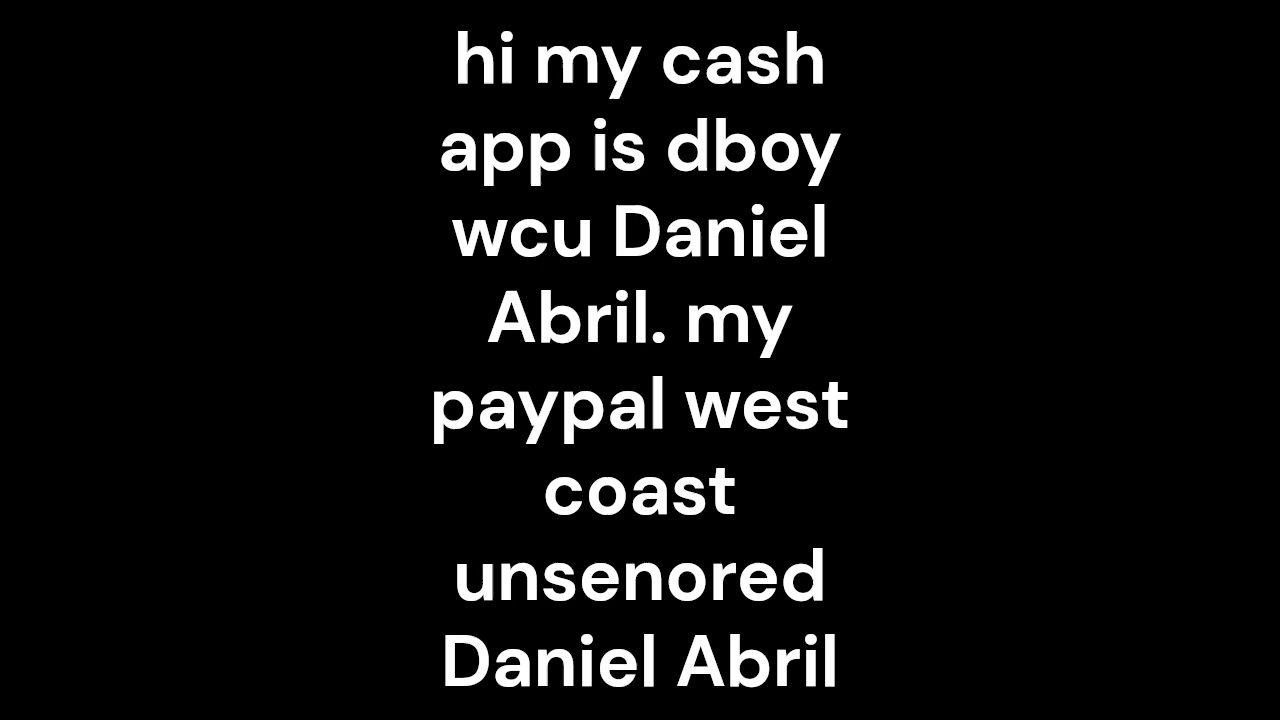 hi my cash
app is dboy
wcu Daniel
Abril. my
paypal west
coast
unsenored
Daniel Abril